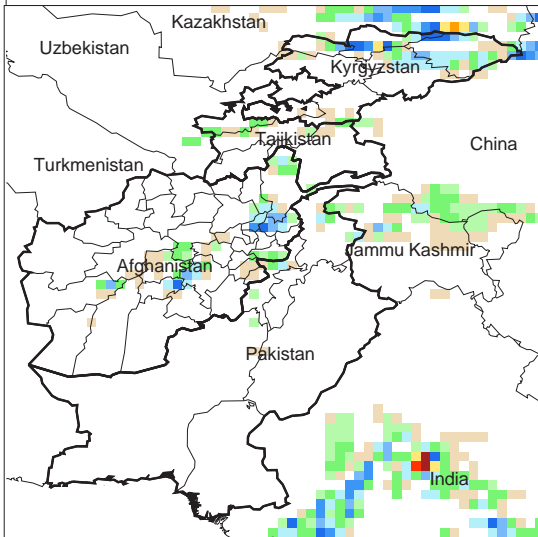 Kazakhstan
Uzbekistan
Kyrgyzstan
Tajikistan
China
Turkmenistan
Jammu Kashmir
Afghanistan
Pakistan
India